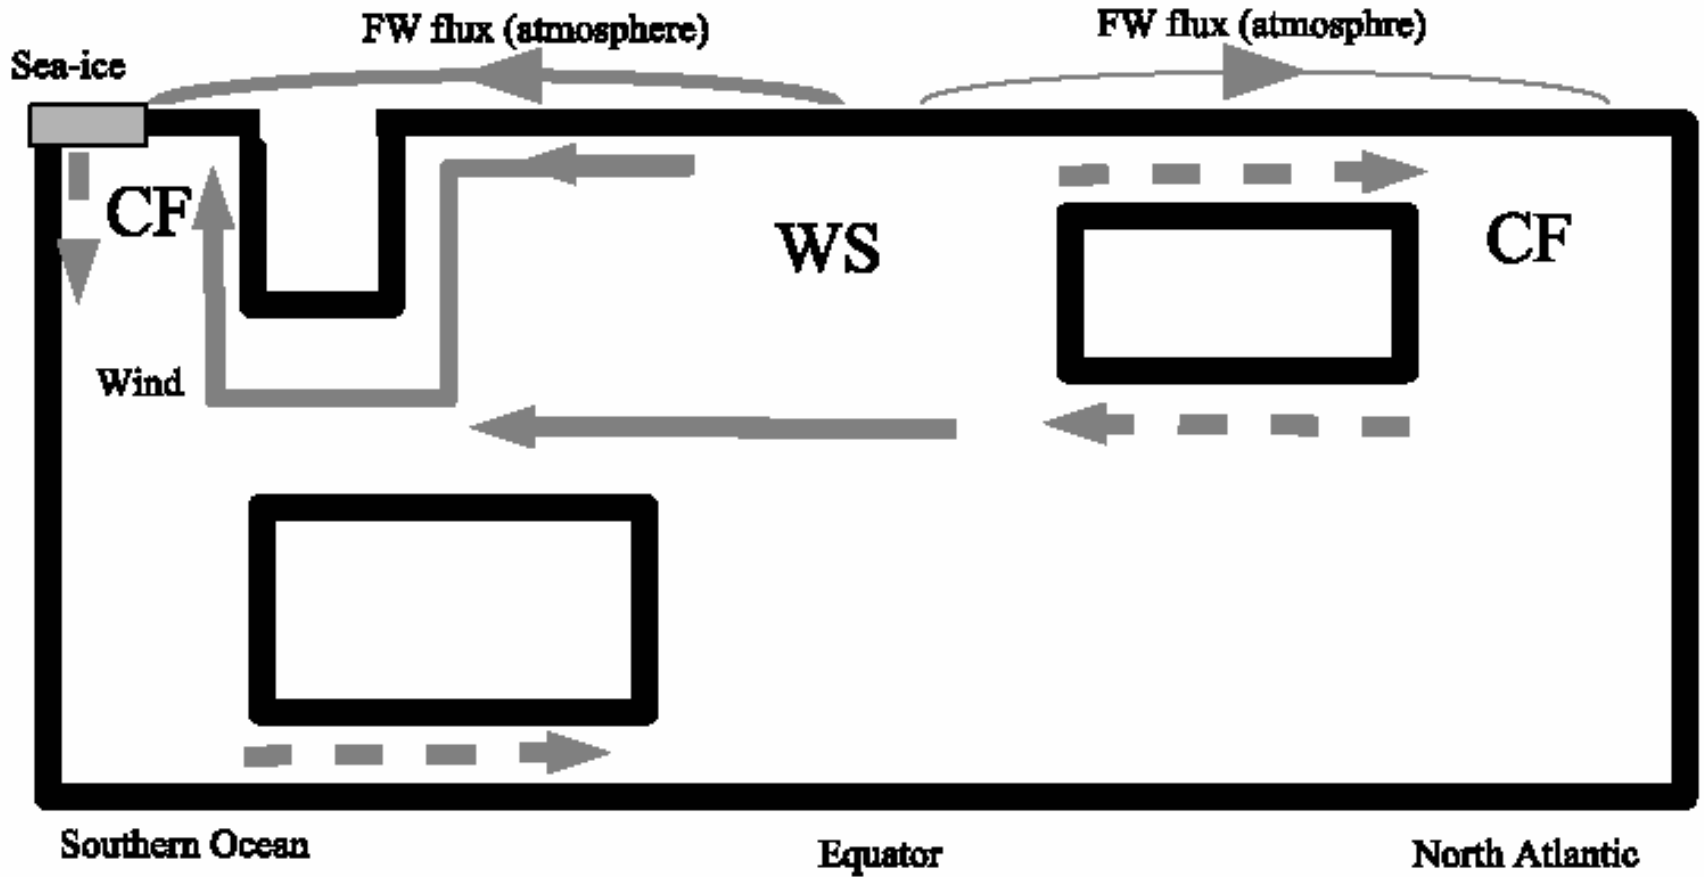 FW flux (atmosphere)
FW flux (atmosphre)
Sea-ice
CF
WS
CF
Wind
Southern Ocean
Equator
North Atlantic